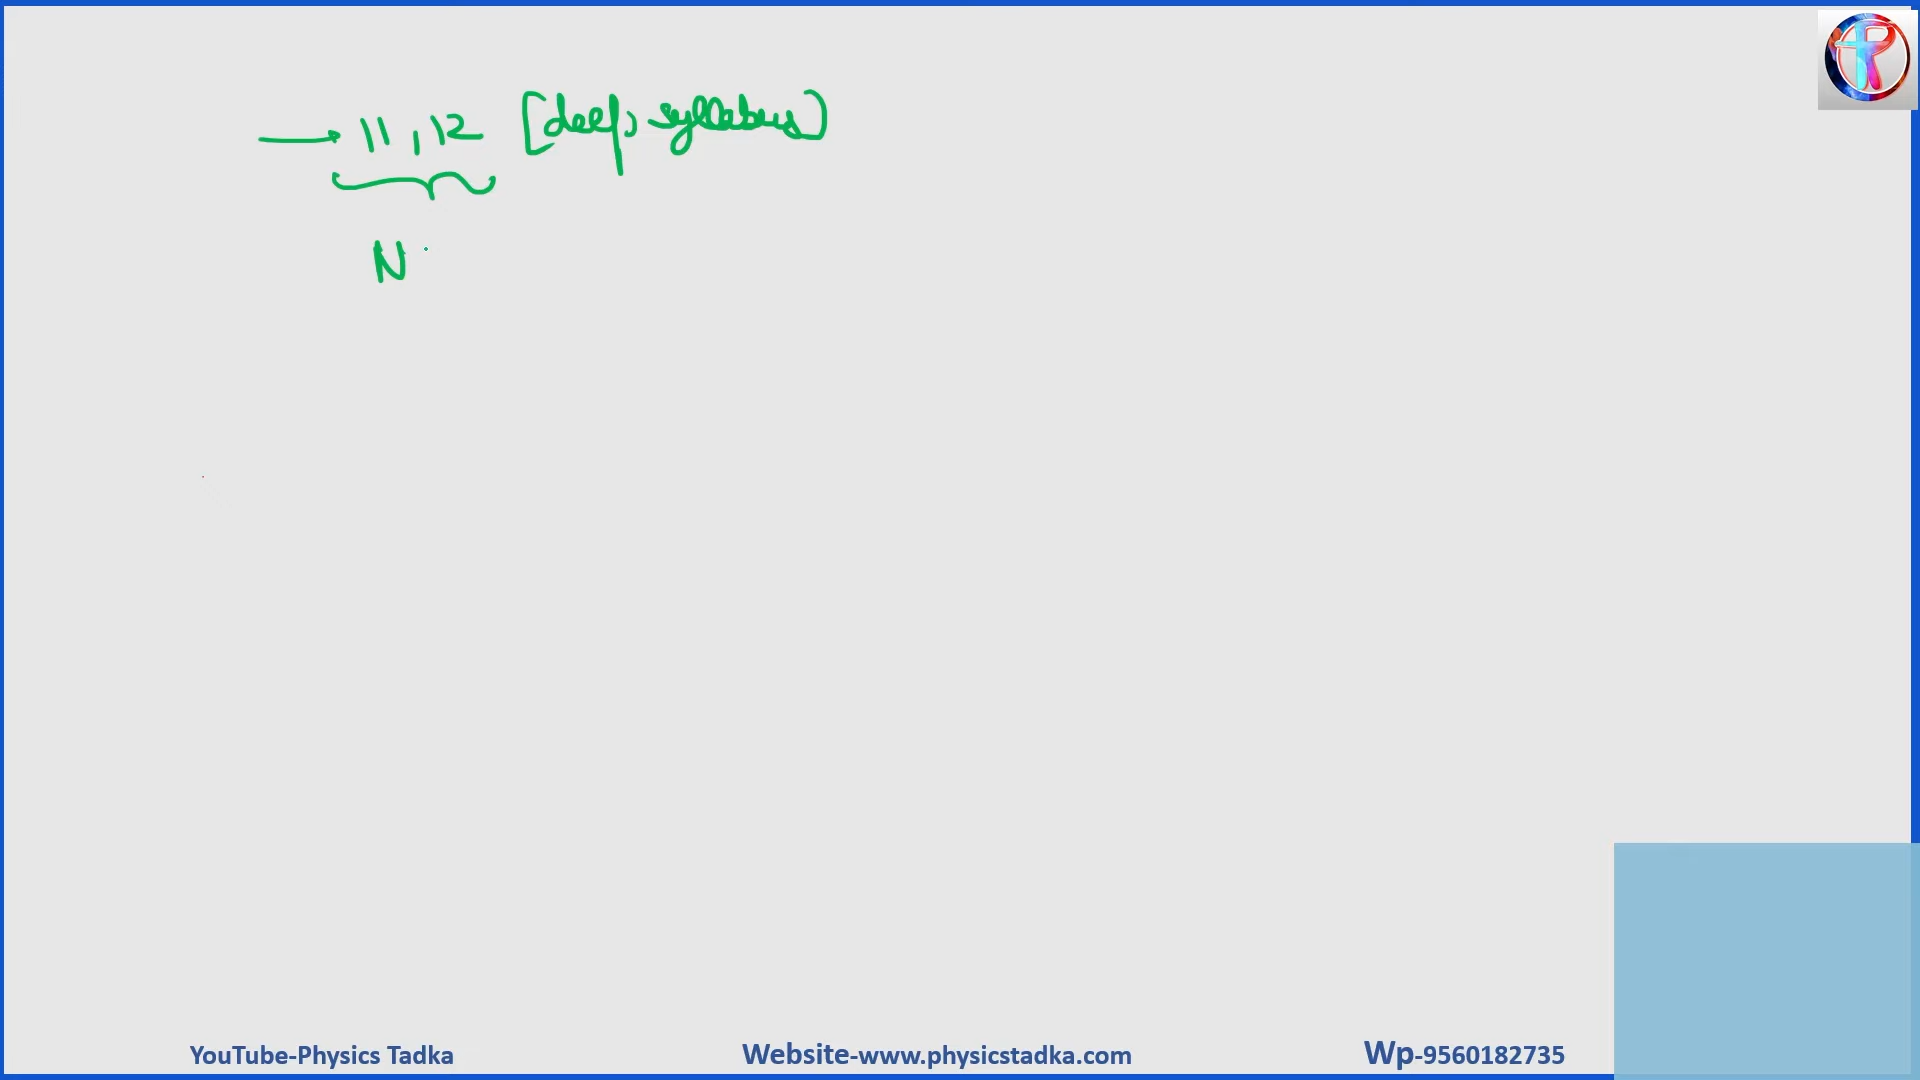 → 11, 12 [deep, syllabus]
N
YouTube-Physics Tadka
Website-www.physicstadka.com
Wp-9560182735